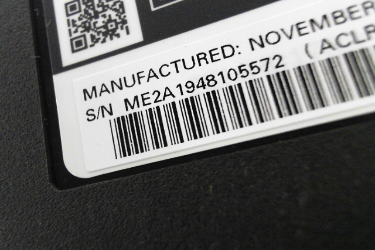 MANUFACTURED: NOVEMBER
S/N ME2A1948105572 (ACLR